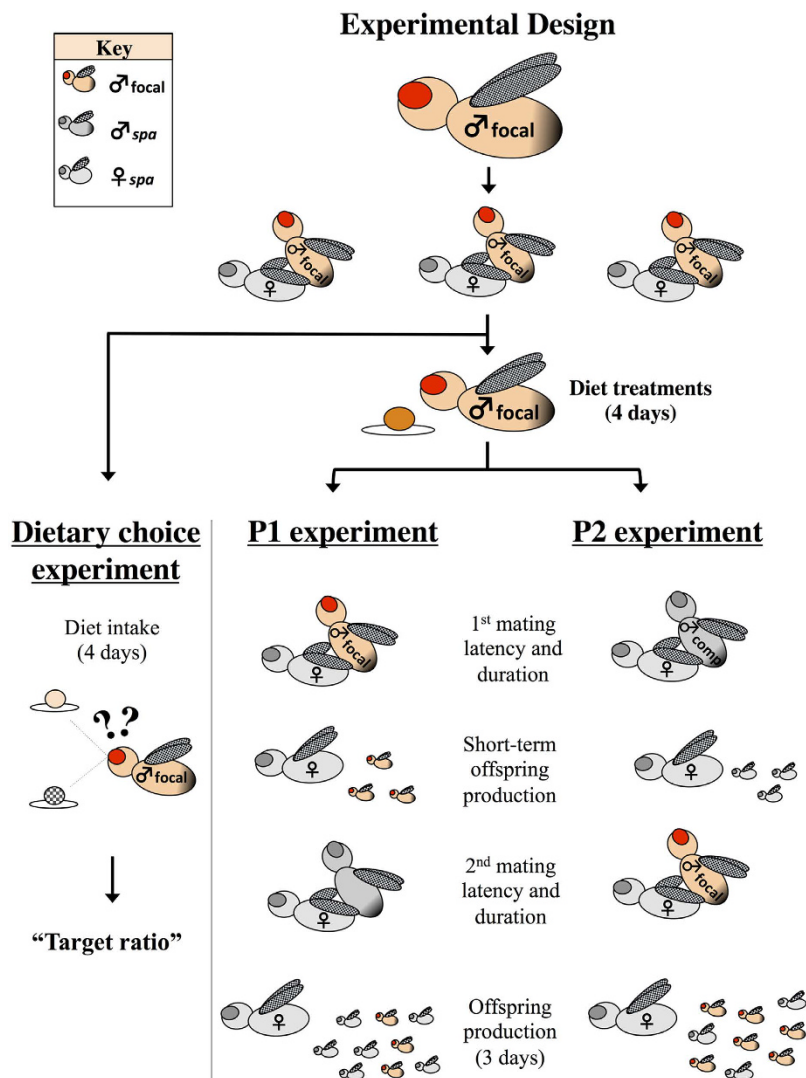 Experimental Design
Key
♂ focal
♂ spa
♀ spa
♂ focal
♂ focal
♀
♂ focal
♀
♂ focal
♀
♂ focal
Diet treatments
(4 days)
Dietary choice
experiment
Diet intake
(4 days)
??
♂ focal
"Target ratio"
P1 experiment
P2 experiment
♂ focal
♀
1st mating
latency and
duration
♂ comp
♀
♀
Short-term
offspring
production
♀
♀
2nd mating
latency and
duration
♂ focal
♀
♀
Offspring
production
(3 days)
♀